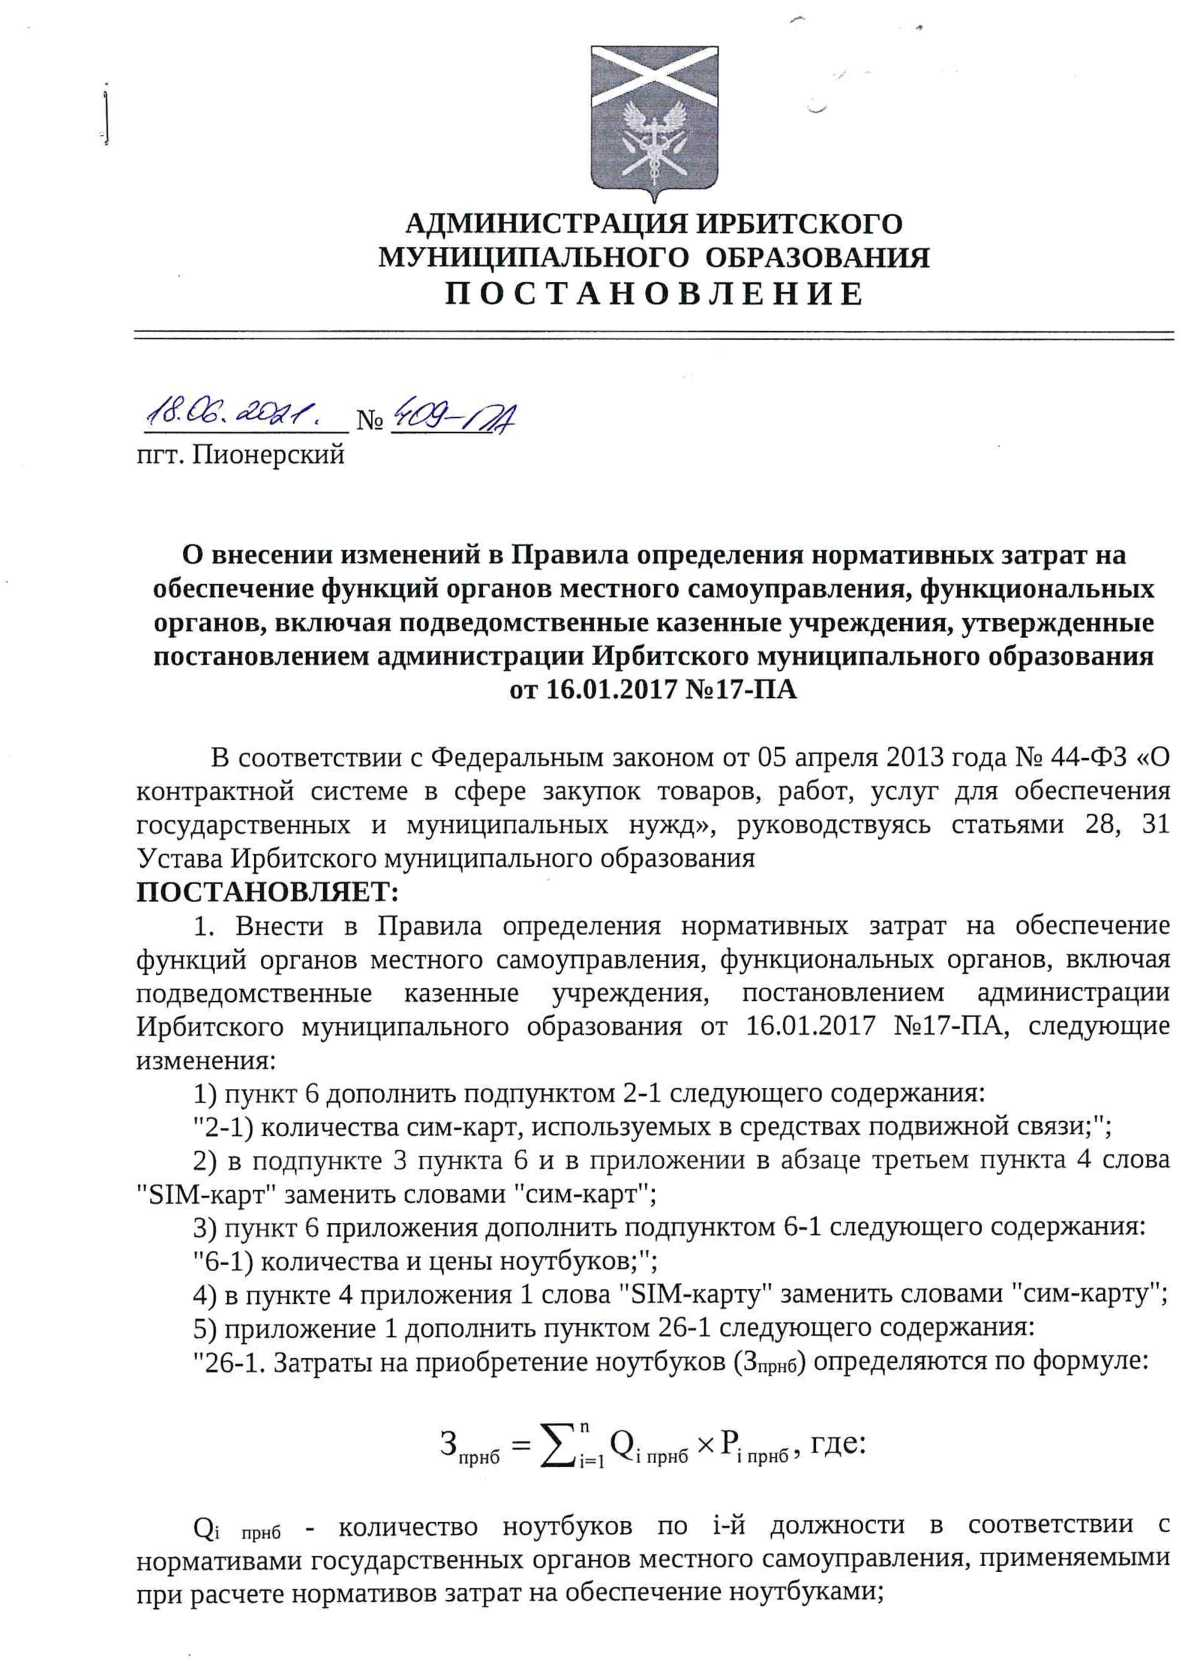 АДМИНИСТРАЦИЯ ИРБИТСКОГО
МУНИЦИПАЛЬНОГО ОБРАЗОВАНИЯ
П О С Т А Н О В Л Е Н И Е
18.06.2021. № 409-ПА
пгт. Пионерский
О внесении изменений в Правила определения нормативных затрат на
обеспечение функций органов местного самоуправления, функциональных
органов, включая подведомственные казенные учреждения, утвержденные
постановлением администрации Ирбитского муниципального образования
от 16.01.2017 №17-ПА
В соответствии с Федеральным законом от 05 апреля 2013 года № 44-ФЗ «О
контрактной системе в сфере закупок товаров, работ, услуг для обеспечения
государственных и муниципальных нужд», руководствуясь статьями 28, 31
Устава Ирбитского муниципального образования
ПОСТАНОВЛЯЕТ:
1. Внести в Правила определения нормативных затрат на обеспечение
функций органов местного самоуправления, функциональных органов, включая
подведомственные казенные учреждения, постановлением администрации
Ирбитского муниципального образования от 16.01.2017 №17-ПА, следующие
изменения:
1) пункт 6 дополнить подпунктом 2-1 следующего содержания:
"2-1) количества сим-карт, используемых в средствах подвижной связи;";
2) в подпункте 3 пункта 6 и в приложении в абзаце третьем пункта 4 слова
"SIM-карт" заменить словами "сим-карт";
3) пункт 6 приложения дополнить подпунктом 6-1 следующего содержания:
"6-1) количества и цены ноутбуков;";
4) в пункте 4 приложения 1 слова "SIM-карту" заменить словами "сим-карту";
5) приложение 1 дополнить пунктом 26-1 следующего содержания:
"26-1. Затраты на приобретение ноутбуков (Зпрнб) определяются по формуле:
Зпрнб = ∑ⁿi=1 Qi прнб × Pi прнб, где:
Qi прнб - количество ноутбуков по i-й должности в соответствии с
нормативами государственных органов местного самоуправления, применяемыми
при расчете нормативов затрат на обеспечение ноутбуками;